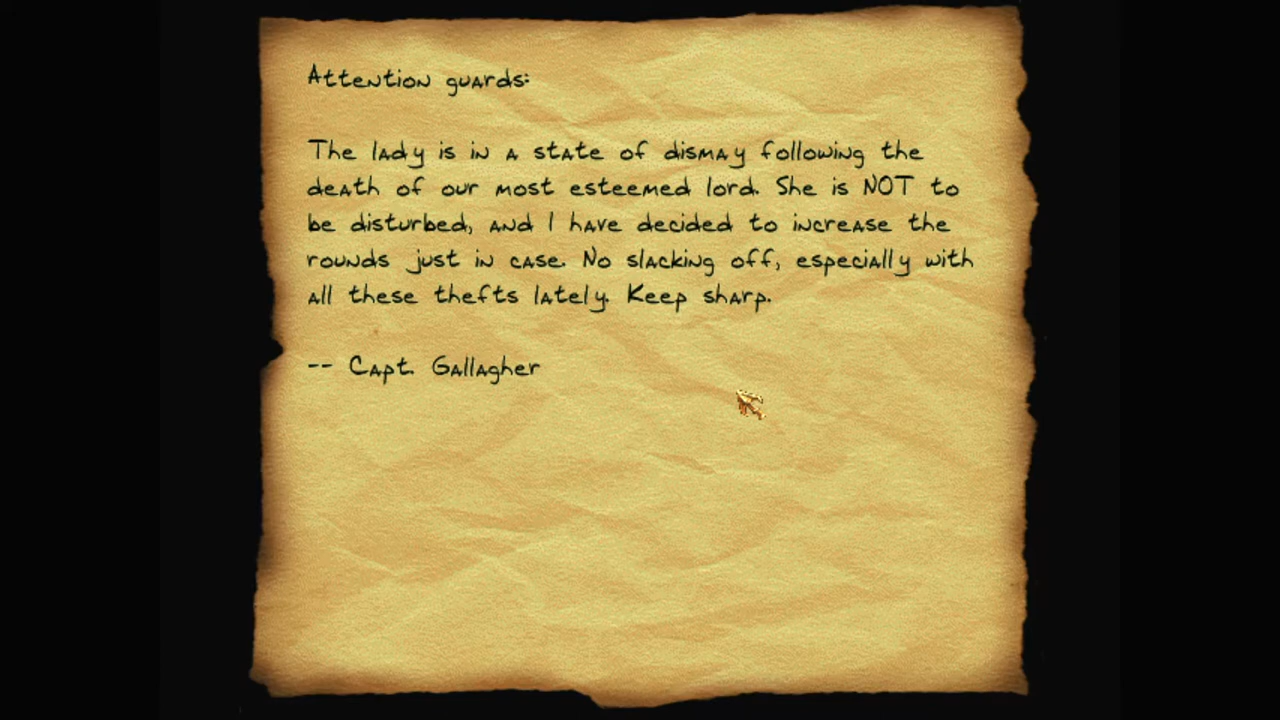 Attention guards:
The lady is in a state of dismay following the
death of our most esteemed lord. She is NOT to
be disturbed, and I have decided to increase the
rounds just in case. No slacking off, especially with
all these thefts lately. Keep sharp.
-- Capt. Gallagher